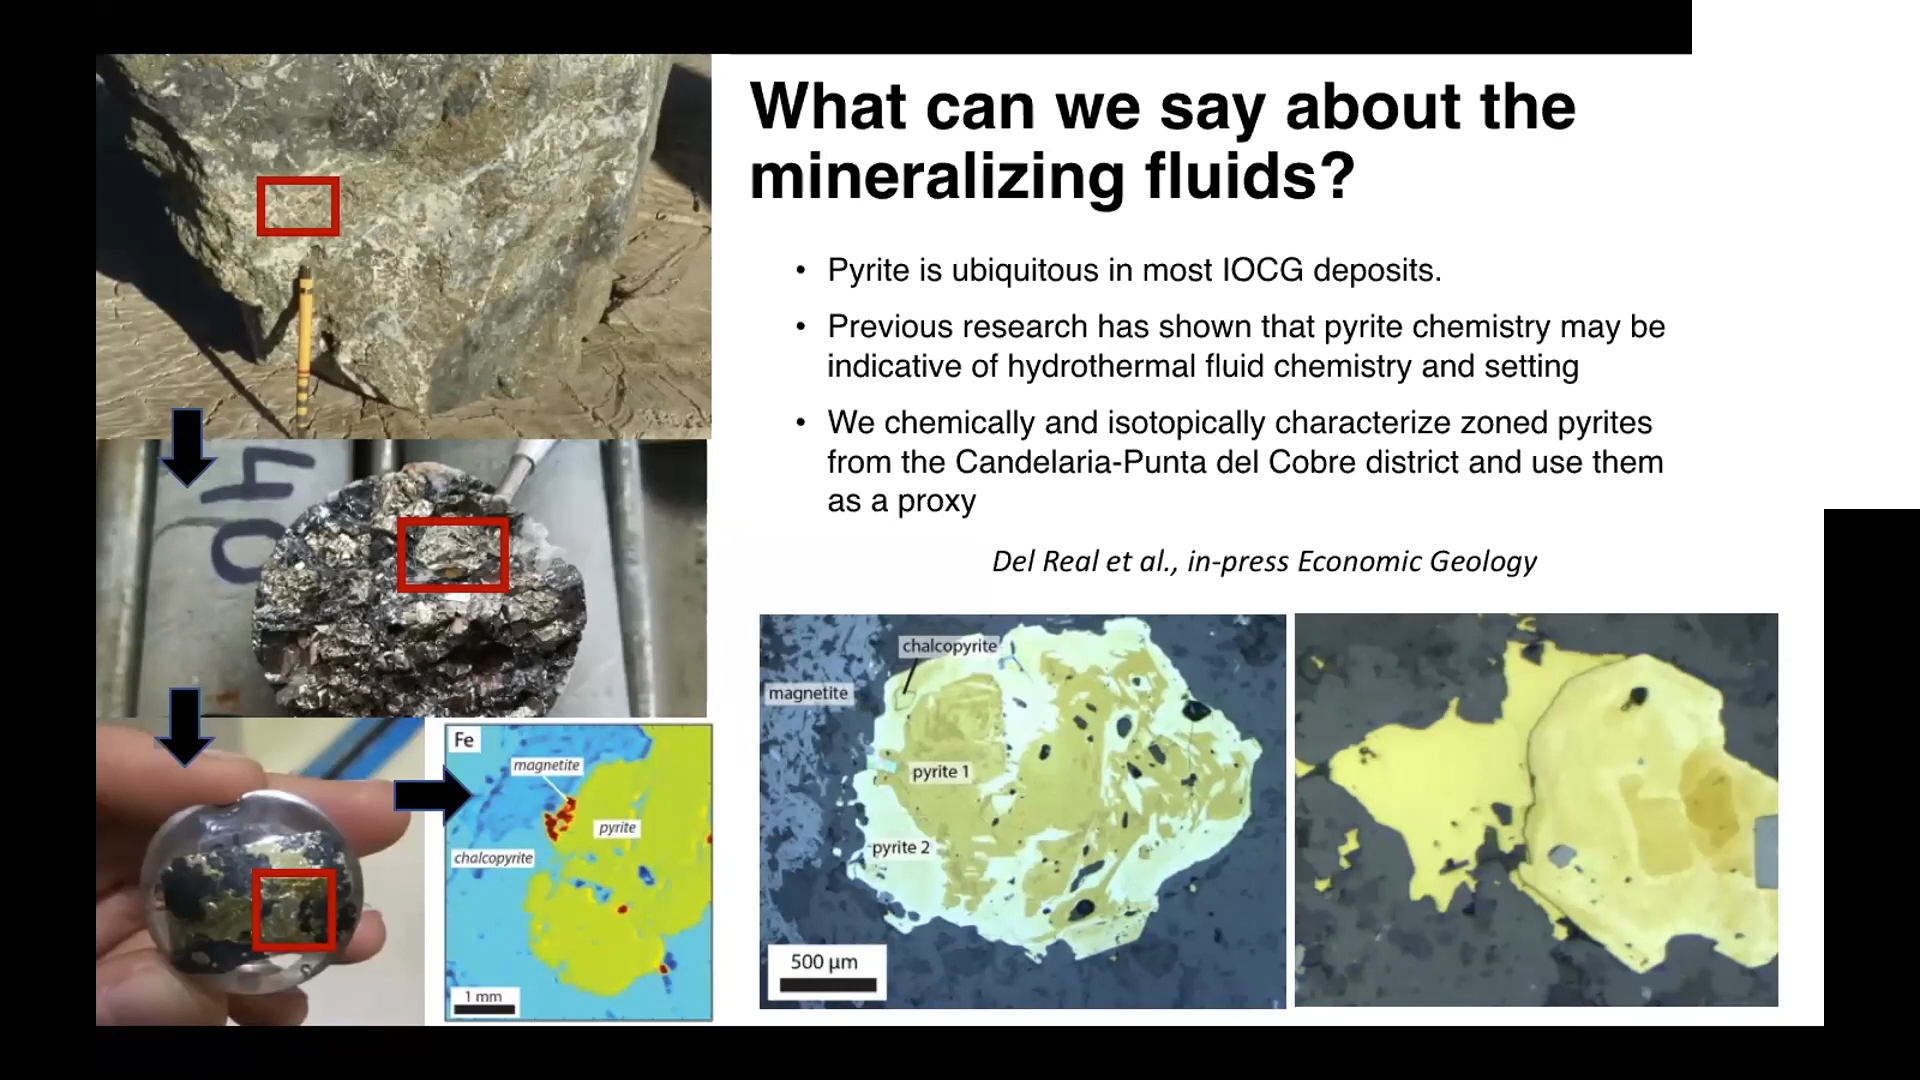 What can we say about the
mineralizing fluids?
• Pyrite is ubiquitous in most IOCG deposits.
• Previous research has shown that pyrite chemistry may be
indicative of hydrothermal fluid chemistry and setting
• We chemically and isotopically characterize zoned pyrites
from the Candelaria-Punta del Cobre district and use them
as a proxy
Del Real et al., in-press Economic Geology
40
Fe
magnetite
pyrite
chalcopyrite
1 mm
chalcopyrite
magnetite
pyrite 1
pyrite 2
500 µm